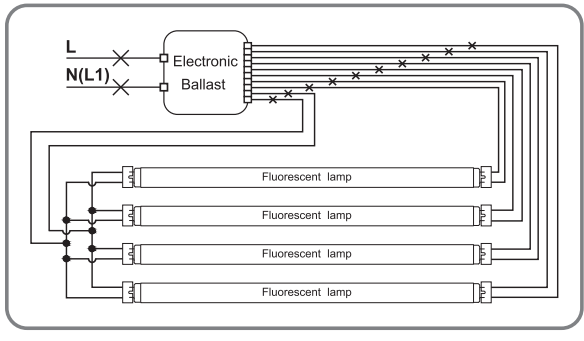 L
N(L1)
Electronic
Ballast
Fluorescent lamp
Fluorescent lamp
Fluorescent lamp
Fluorescent lamp